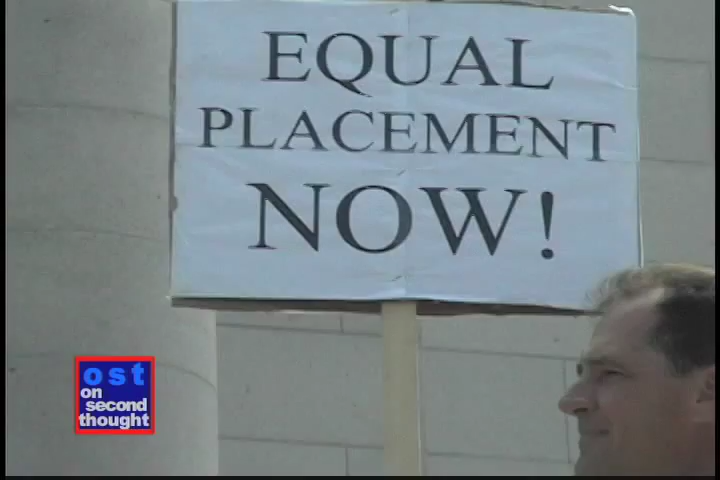 EQUAL
PLACEMENT
NOW!
ost
on
second
thought